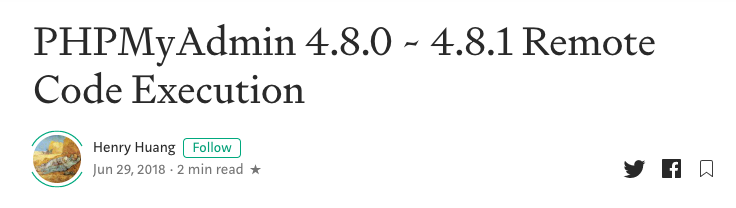 PHPMyAdmin 4.8.0 ~ 4.8.1 Remote
Code Execution
Henry Huang Follow
Jun 29, 2018 · 2 min read ★